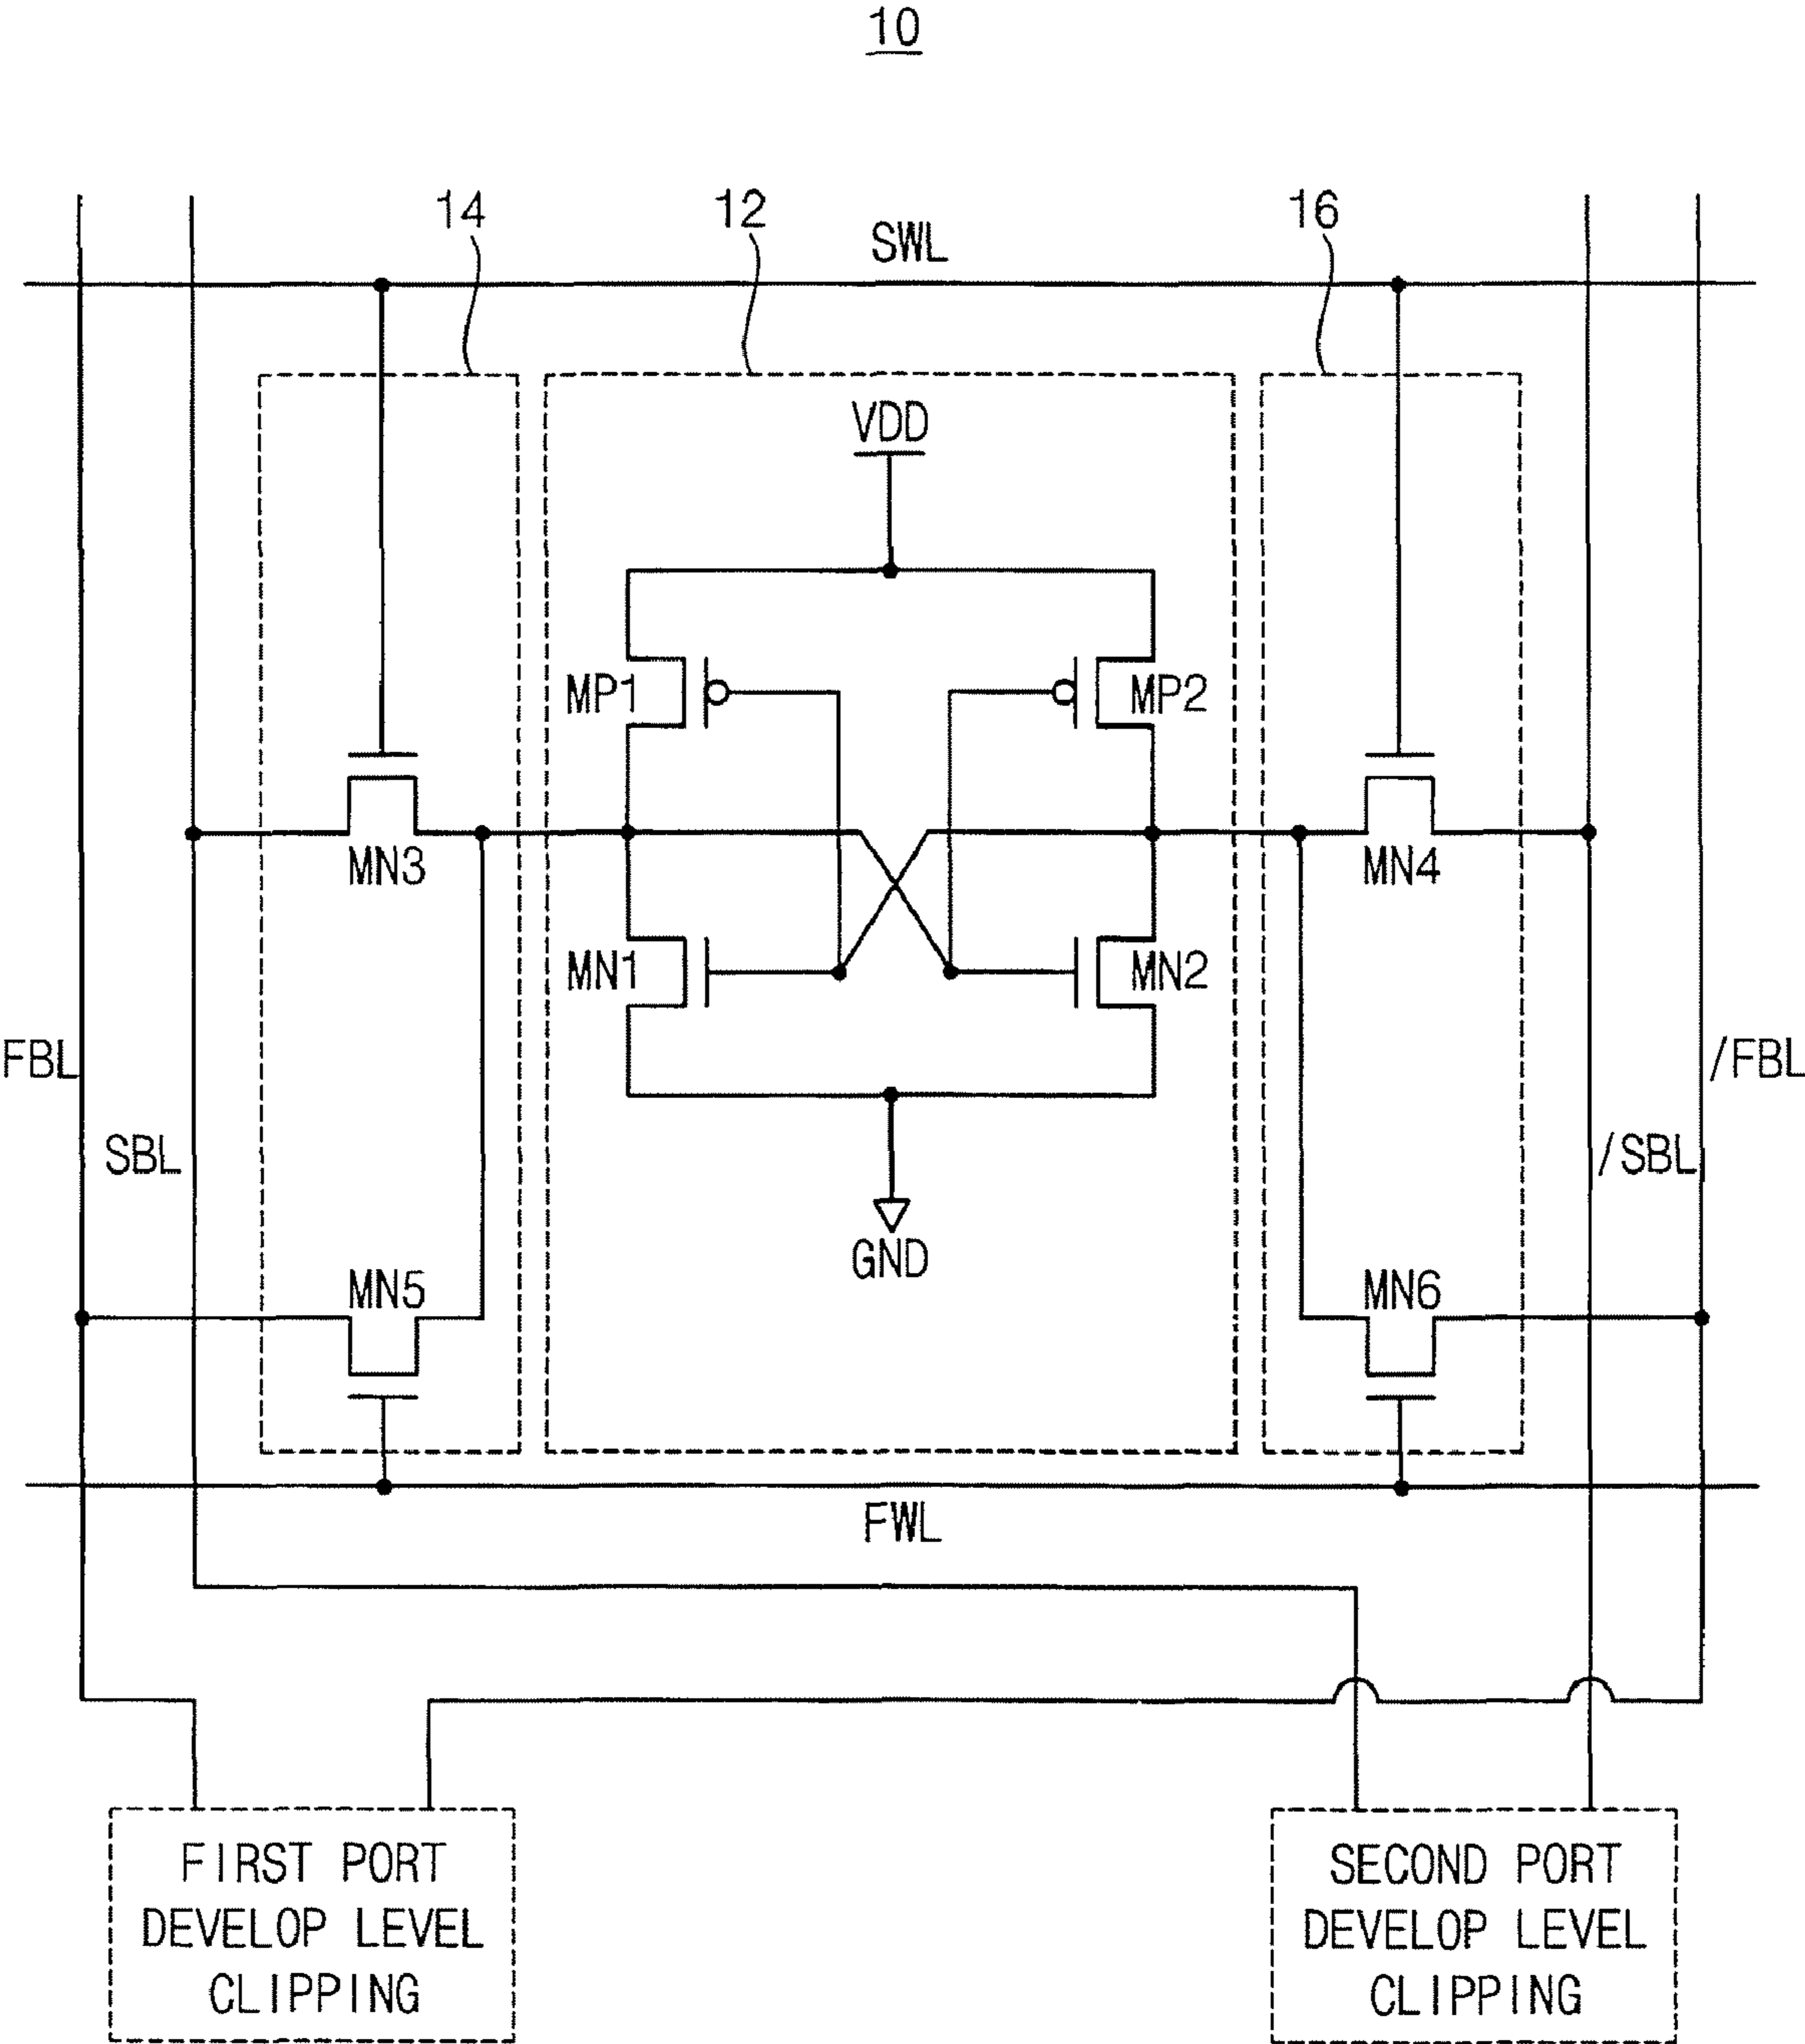 10
14
12
16
SWL
VDD
MP1
MP2
MN3
MN4
MN1
MN2
FBL
/FBL
SBL
/SBL
GND
MN5
MN6
FWL
FIRST PORT
DEVELOP LEVEL
CLIPPING
SECOND PORT
DEVELOP LEVEL
CLIPPING